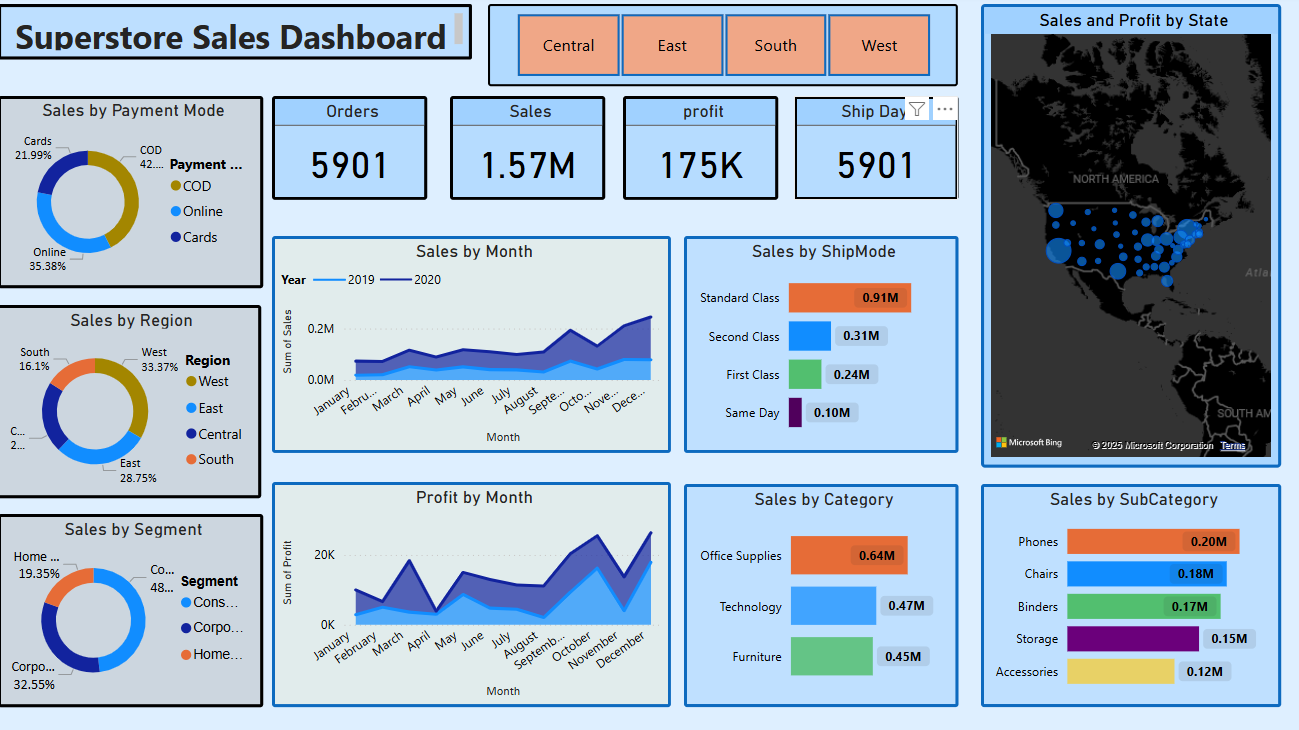 Superstore Sales Dashboard
Central
East
South
West
Sales and Profit by State
NORTH AMERICA
Atla
SOUTH AM
Microsoft Bing
© 2025 Microsoft Corporation Terms
Sales by Payment Mode
Cards
21.99%
COD
42....
Online
35.38%
Payment ...
COD
Online
Cards
Orders
5901
Sales
1.57M
profit
175K
Ship Day
5901
Sales by Region
South
16.1%
West
33.37%
C...
2...
East
28.75%
Region
West
East
Central
South
Sales by Month
Year 2019 2020
Sum of Sales
0.2M
0.0M
January
Febru...
March
April
May
June
July
August
Septe...
Octo...
Nove...
Dece...
Month
Sales by ShipMode
Standard Class 0.91M
Second Class 0.31M
First Class 0.24M
Same Day 0.10M
Sales by Segment
Home ...
19.35%
Co...
48...
Corpo...
32.55%
Segment
Cons...
Corpo...
Home...
Profit by Month
Sum of Profit
20K
0K
January
February
March
April
May
June
July
August
Septemb...
October
November
December
Month
Sales by Category
Office Supplies 0.64M
Technology 0.47M
Furniture 0.45M
Sales by SubCategory
Phones 0.20M
Chairs 0.18M
Binders 0.17M
Storage 0.15M
Accessories 0.12M